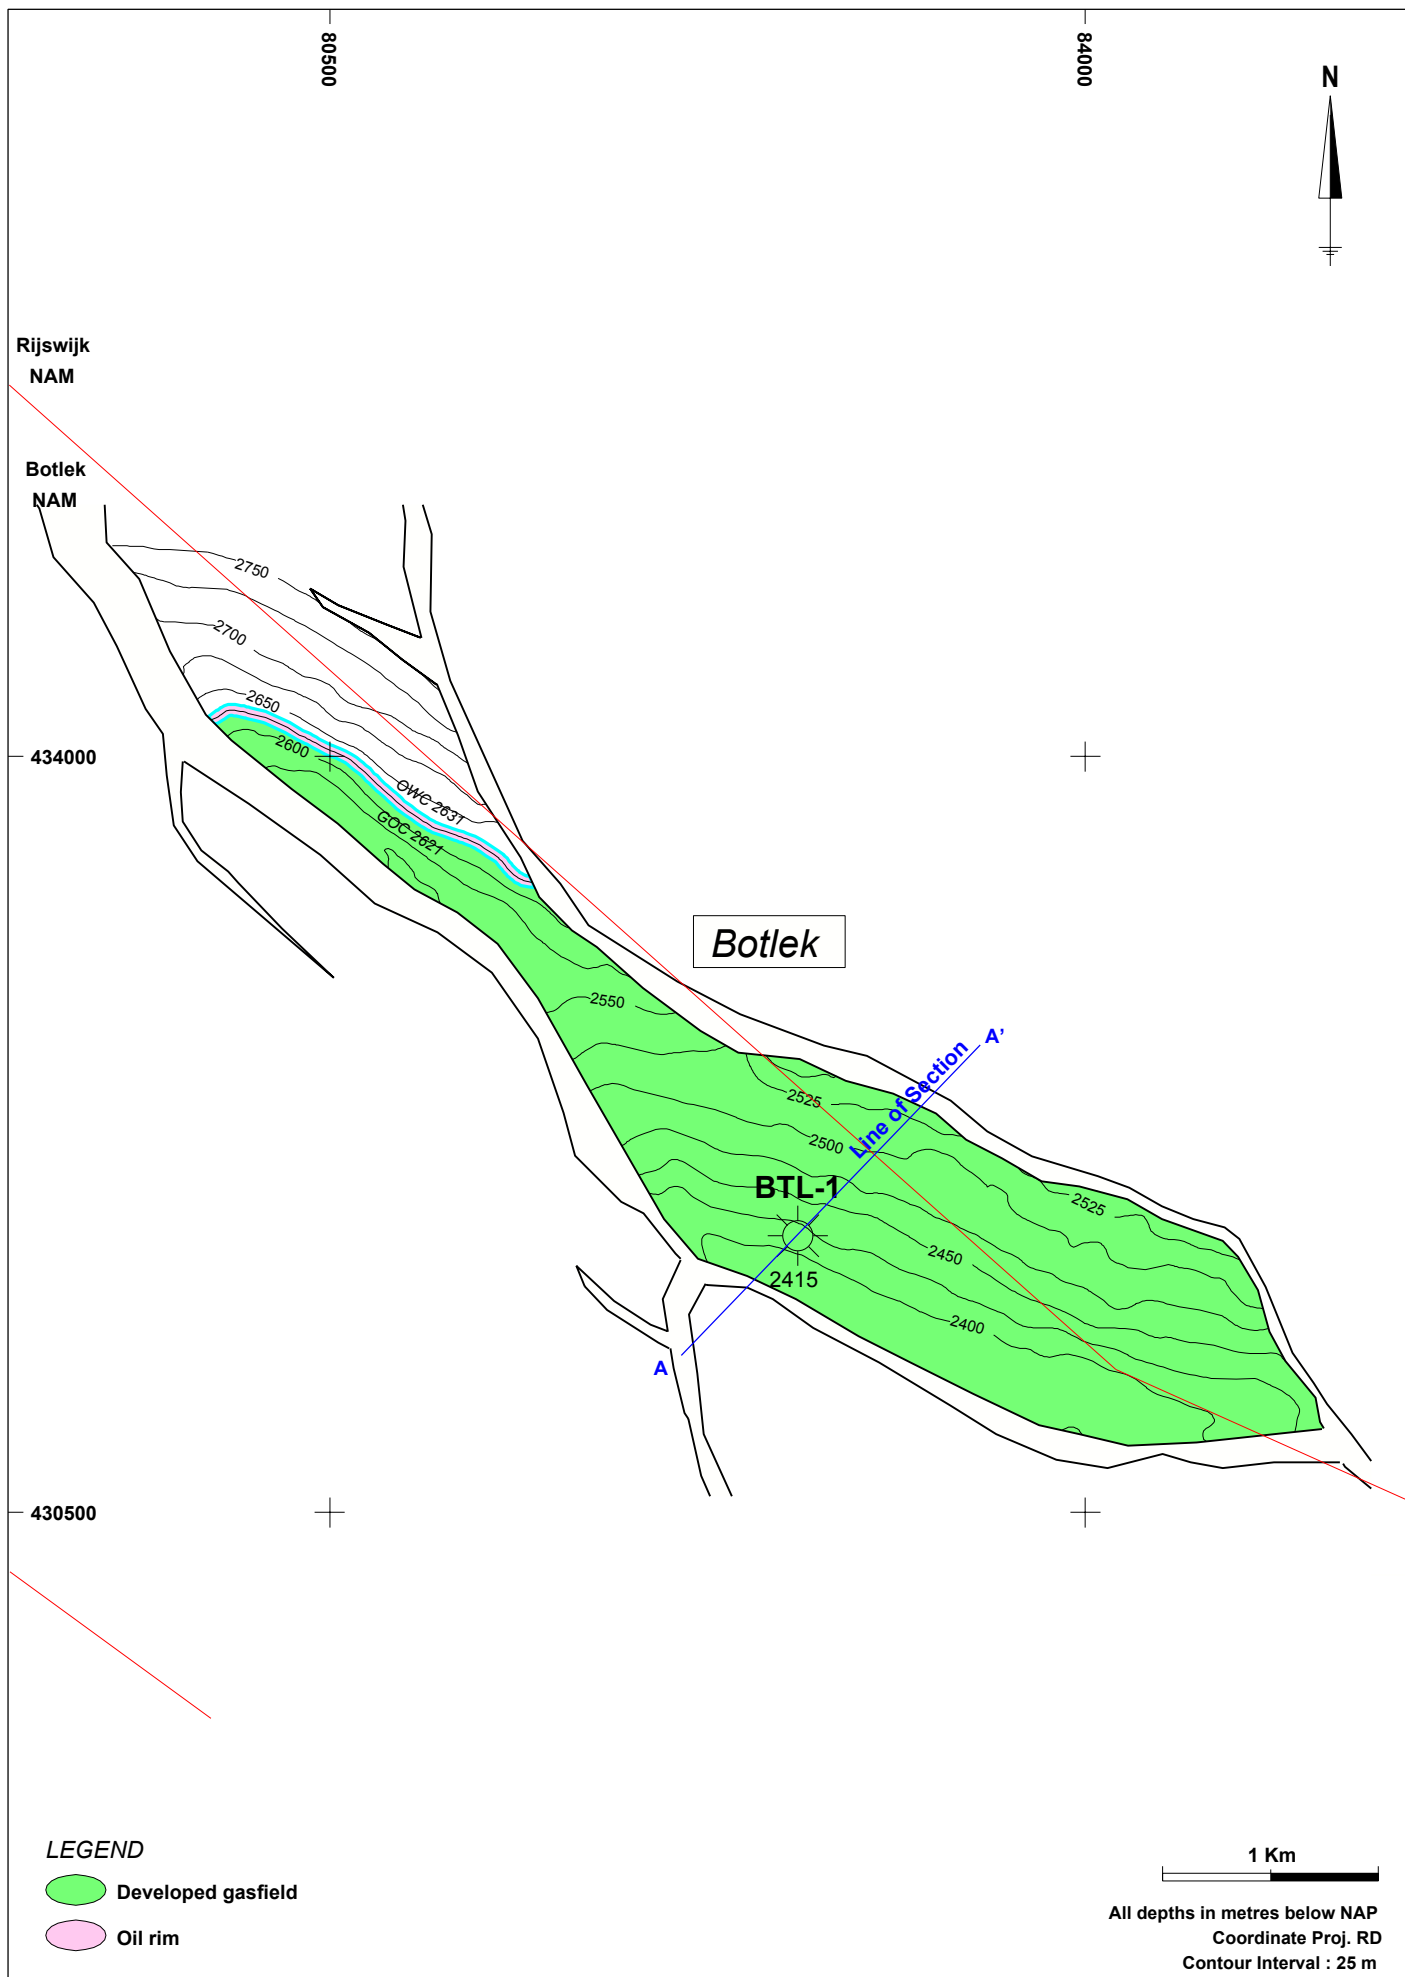 80500
84000
N
Rijswijk
NAM
Botlek
NAM
2750
2700
2650
2600
434000
OWC 2631
GOC 2621
Botlek
2550
A'
Line of Section
2525
2500
BTL-1
2525
2450
2415
2400
A
430500
LEGEND
Developed gasfield
Oil rim
1 Km
All depths in metres below NAP
Coordinate Proj. RD
Contour Interval : 25 m